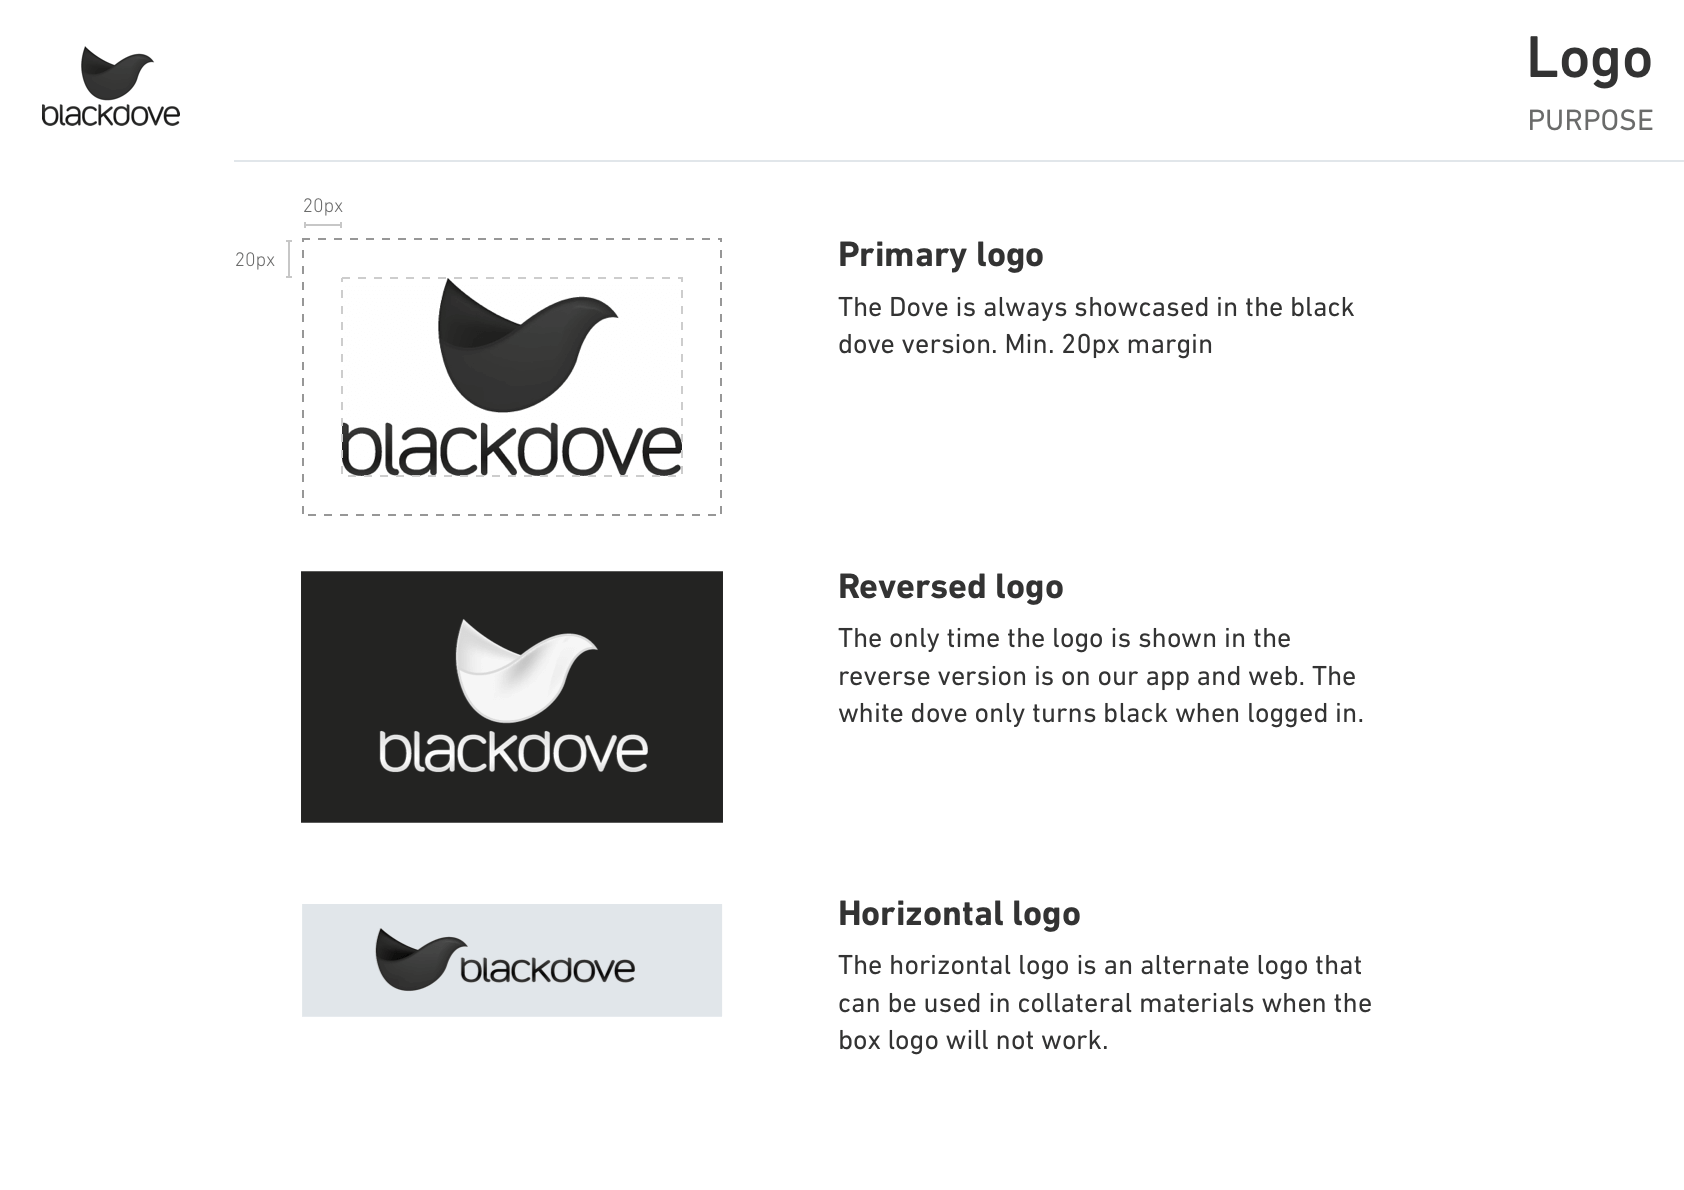 blackdove
Logo
PURPOSE
20px
20px
blackdove
Primary logo
The Dove is always showcased in the black
dove version. Min. 20px margin
blackdove
Reversed logo
The only time the logo is shown in the
reverse version is on our app and web. The
white dove only turns black when logged in.
blackdove
Horizontal logo
The horizontal logo is an alternate logo that
can be used in collateral materials when the
box logo will not work.